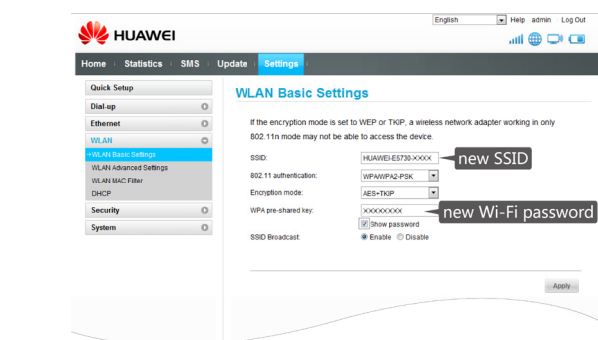 English Help admin Log Out
HUAWEI
Home Statistics SMS Update Settings
Quick Setup
Dial-up
Ethernet
WLAN
WLAN Basic Settings
WLAN Advanced Settings
WLAN MAC Filter
DHCP
Security
System
WLAN Basic Settings
If the encryption mode is set to WEP or TKIP, a wireless network adapter working in only
802.11n mode may not be able to access the device.
SSID: HUAWEI-E5730-XXXX new SSID
802.11 authentication: WPA/WPA2-PSK
Encryption mode: AES+TKIP
WPA pre-shared key: XXXXXXXX new Wi-Fi password
Show password
SSID Broadcast: Enable Disable
Apply